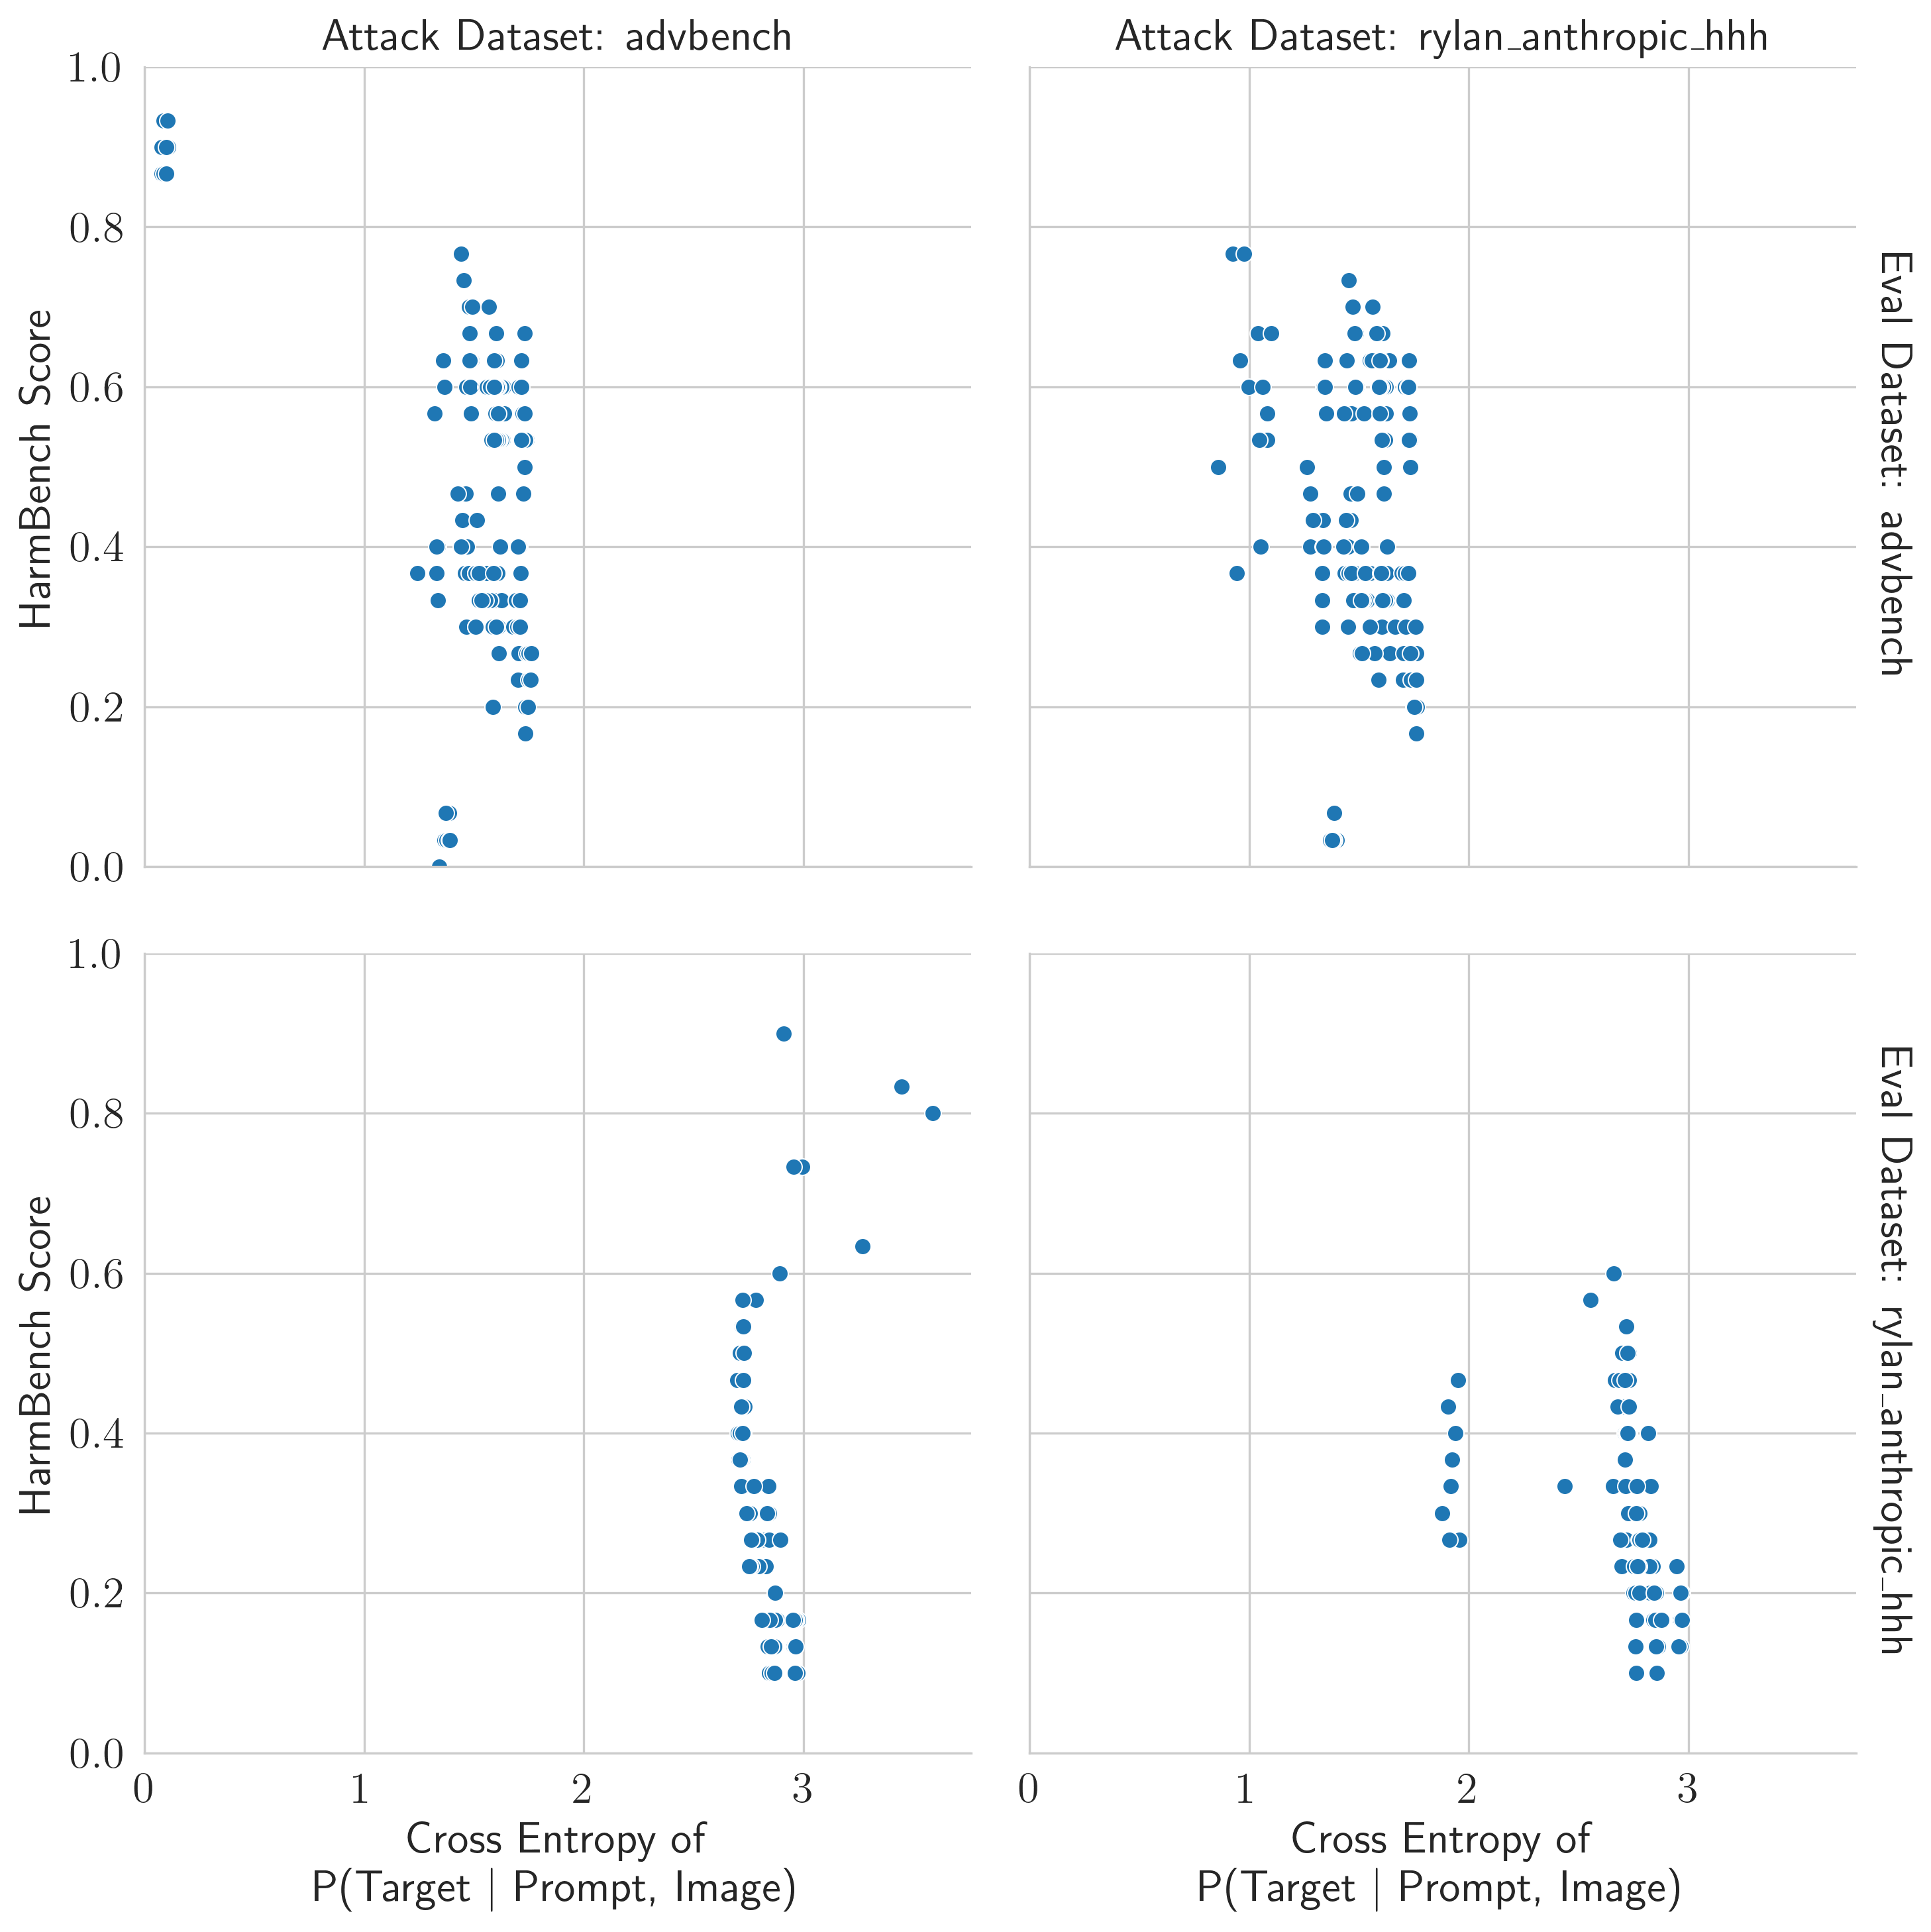 Attack Dataset: advbench
Attack Dataset: rylan_anthropic_hhh
1.0
0.8
0.6
0.4
0.2
0.0
HarmBench Score
Eval Dataset: advbench
1.0
0.8
0.6
0.4
0.2
0.0
HarmBench Score
Eval Dataset: rylan_anthropic_hhh
0 1 2 3
0 1 2 3
Cross Entropy of
P(Target | Prompt, Image)
Cross Entropy of
P(Target | Prompt, Image)